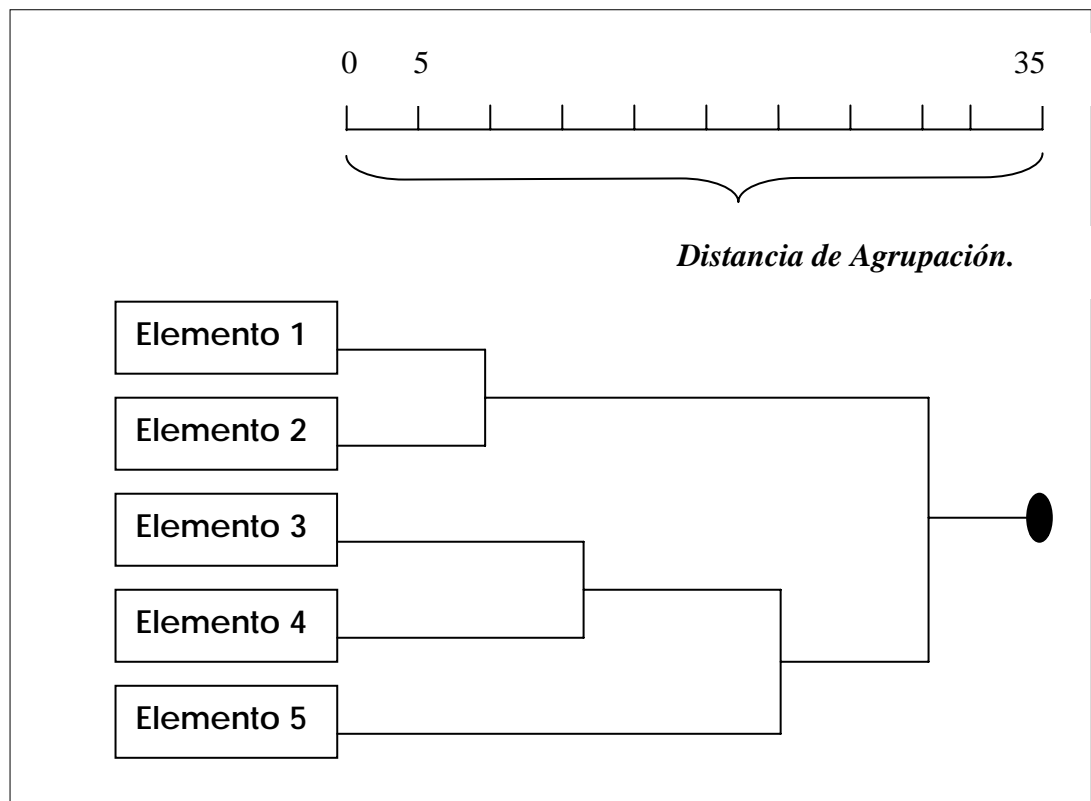 0 5 35
Distancia de Agrupación.
Elemento 1
Elemento 2
Elemento 3
Elemento 4
Elemento 5